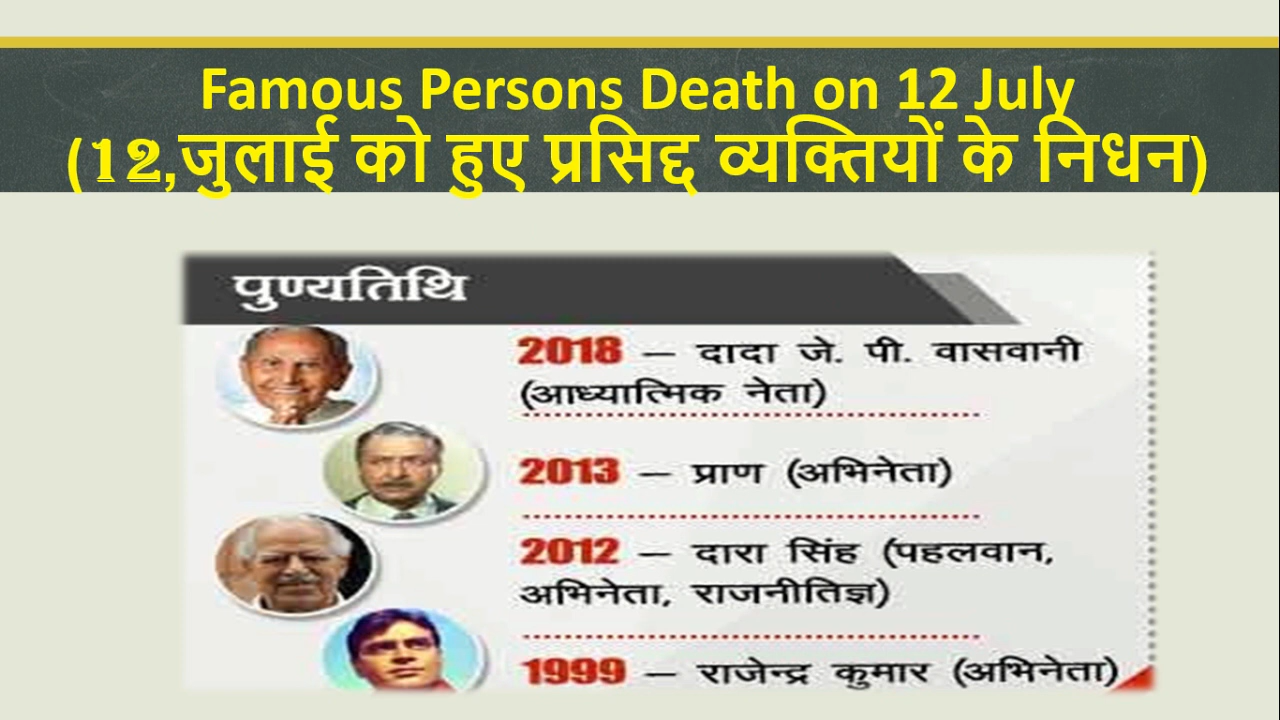 Famous Persons Death on 12 July
(12,जुलाई को हुए प्रसिद्द व्यक्तियों के निधन)
पुण्यतिथि
2018 – दादा जे. पी. वासवानी
(आध्यात्मिक नेता)
2013 – प्राण (अभिनेता)
2012 – दारा सिंह (पहलवान,
अभिनेता, राजनीतिज्ञ)
1999 – राजेन्द्र कुमार (अभिनेता)